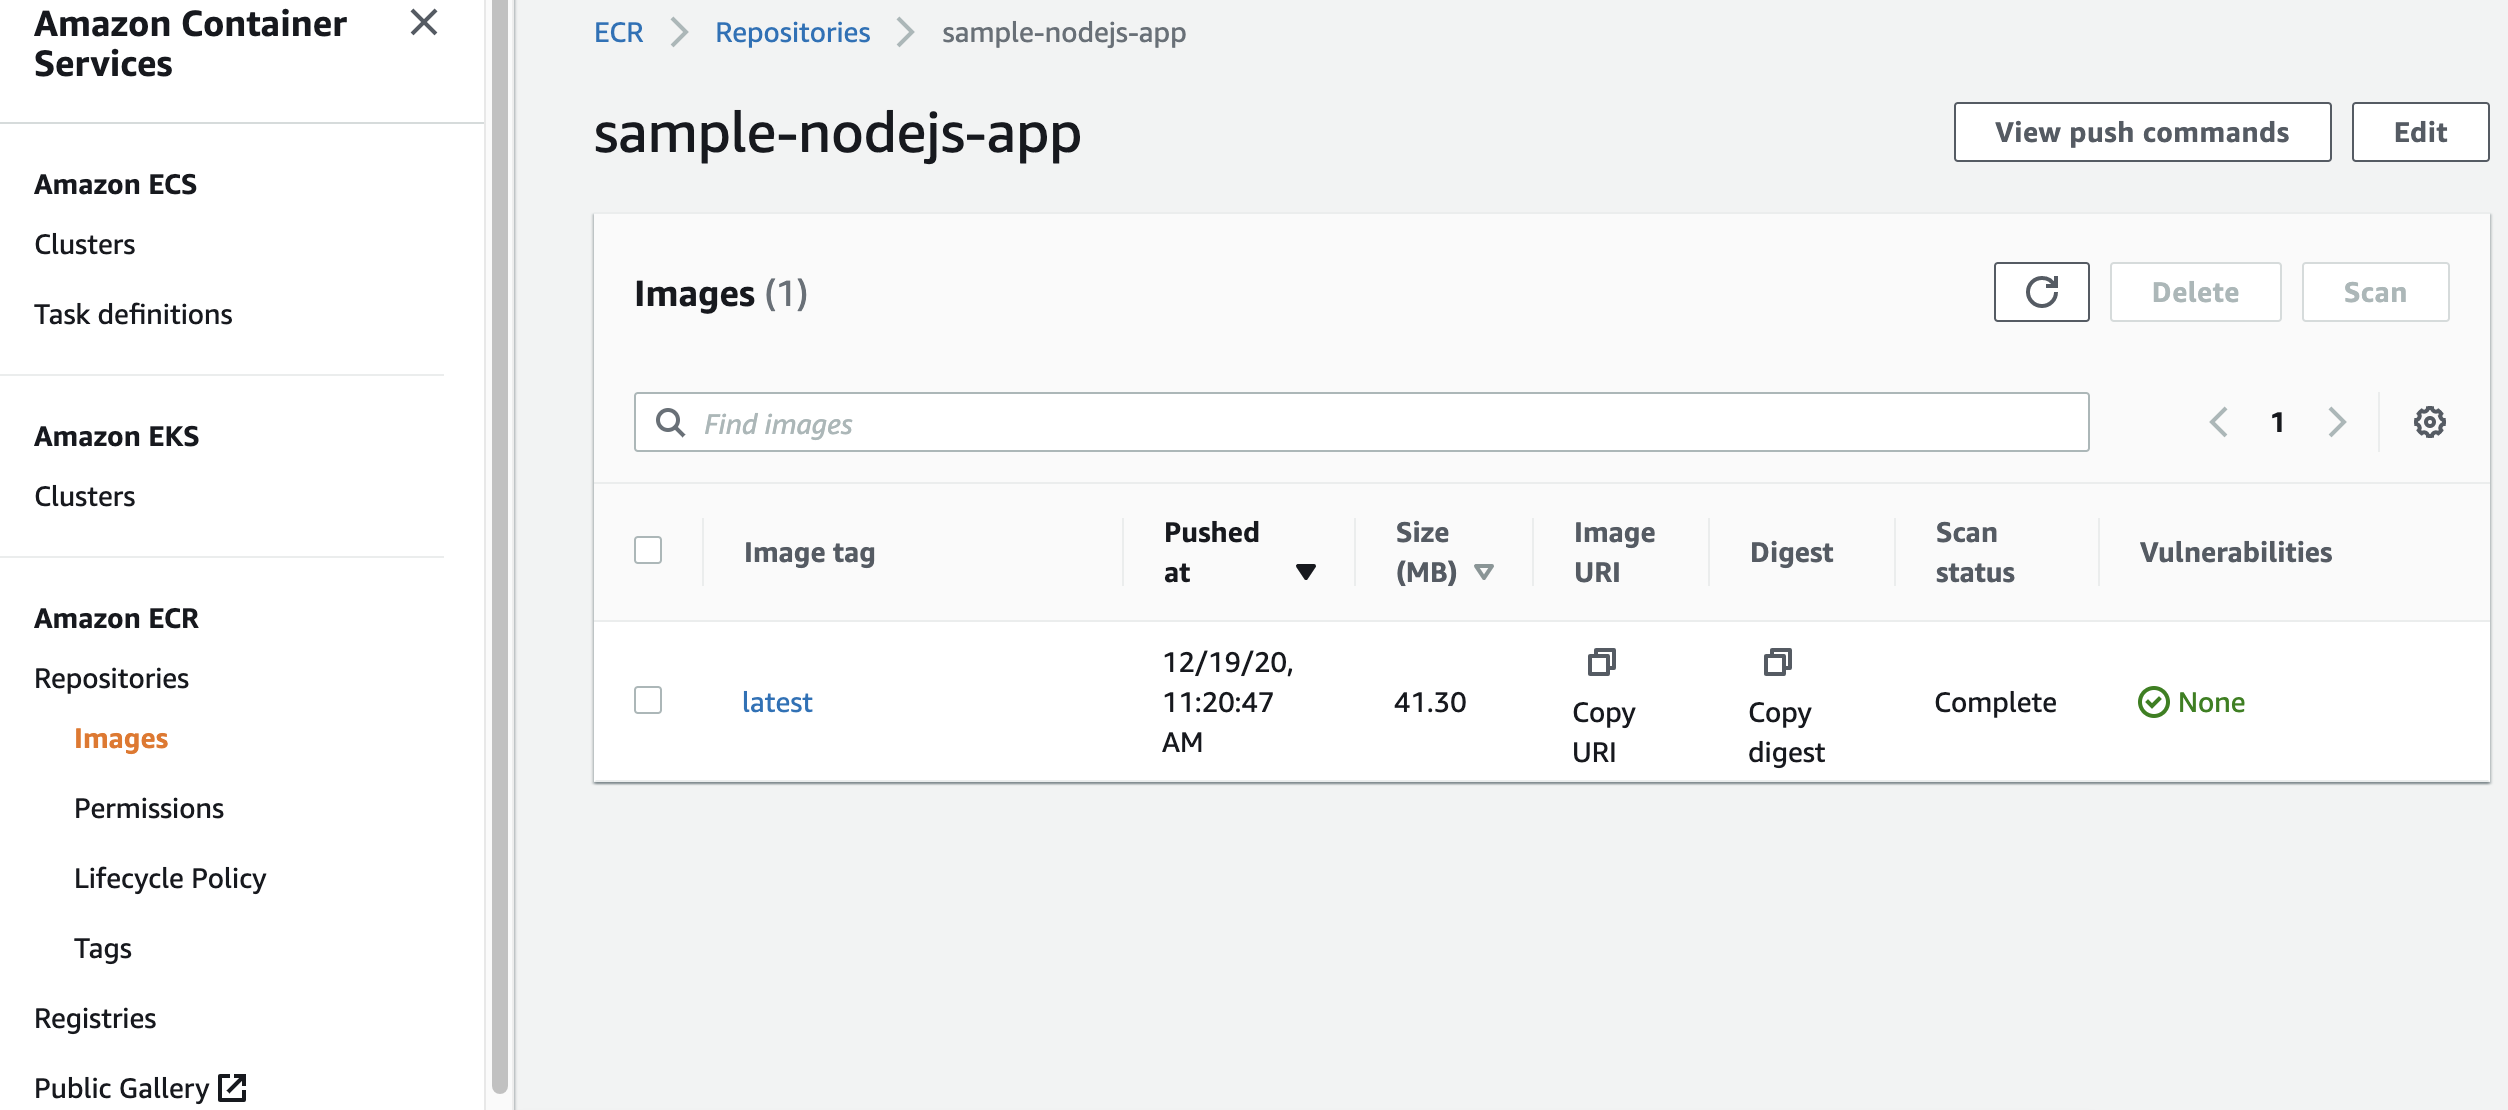 Amazon Container
Services
Amazon ECS
Clusters
Task definitions
Amazon EKS
Clusters
Amazon ECR
Repositories
Images
Permissions
Lifecycle Policy
Tags
Registries
Public Gallery
ECR
Repositories
sample-nodejs-app
sample-nodejs-app
View push commands
Edit
Images (1)
Delete
Scan
Find images
1
Image tag
Pushed
at
Size
(MB)
Image
URI
Digest
Scan
status
Vulnerabilities
latest
12/19/20,
11:20:47
AM
41.30
Copy
URI
Copy
digest
Complete
None